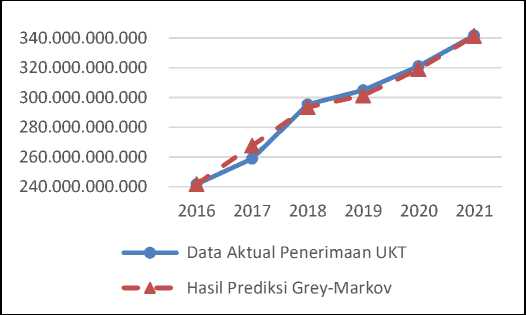 340.000.000.000
320.000.000.000
300.000.000.000
280.000.000.000
260.000.000.000
240.000.000.000
2016 2017 2018 2019 2020 2021
Data Aktual Penerimaan UKT
Hasil Prediksi Grey-Markov